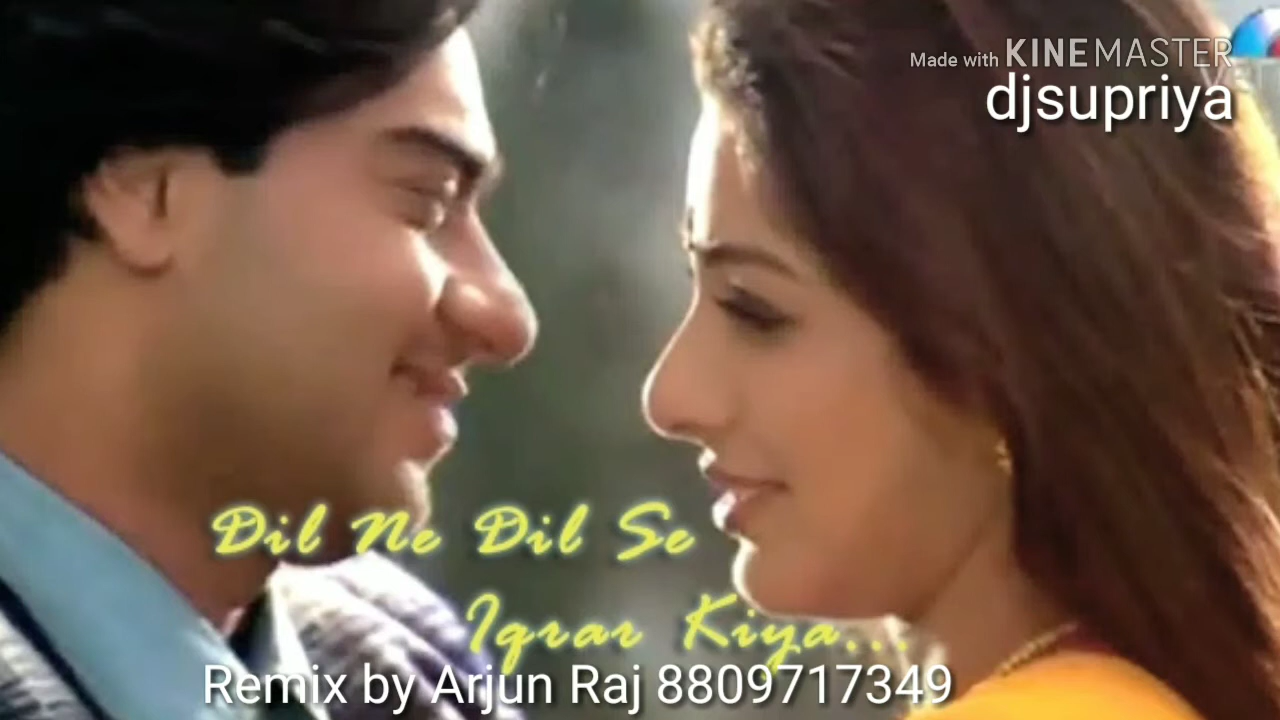 Made with KINEMASTER
djsupriya
Dil Ne Dil Se
Iqrar Kiya...
Remix by Arjun Raj 8809717349